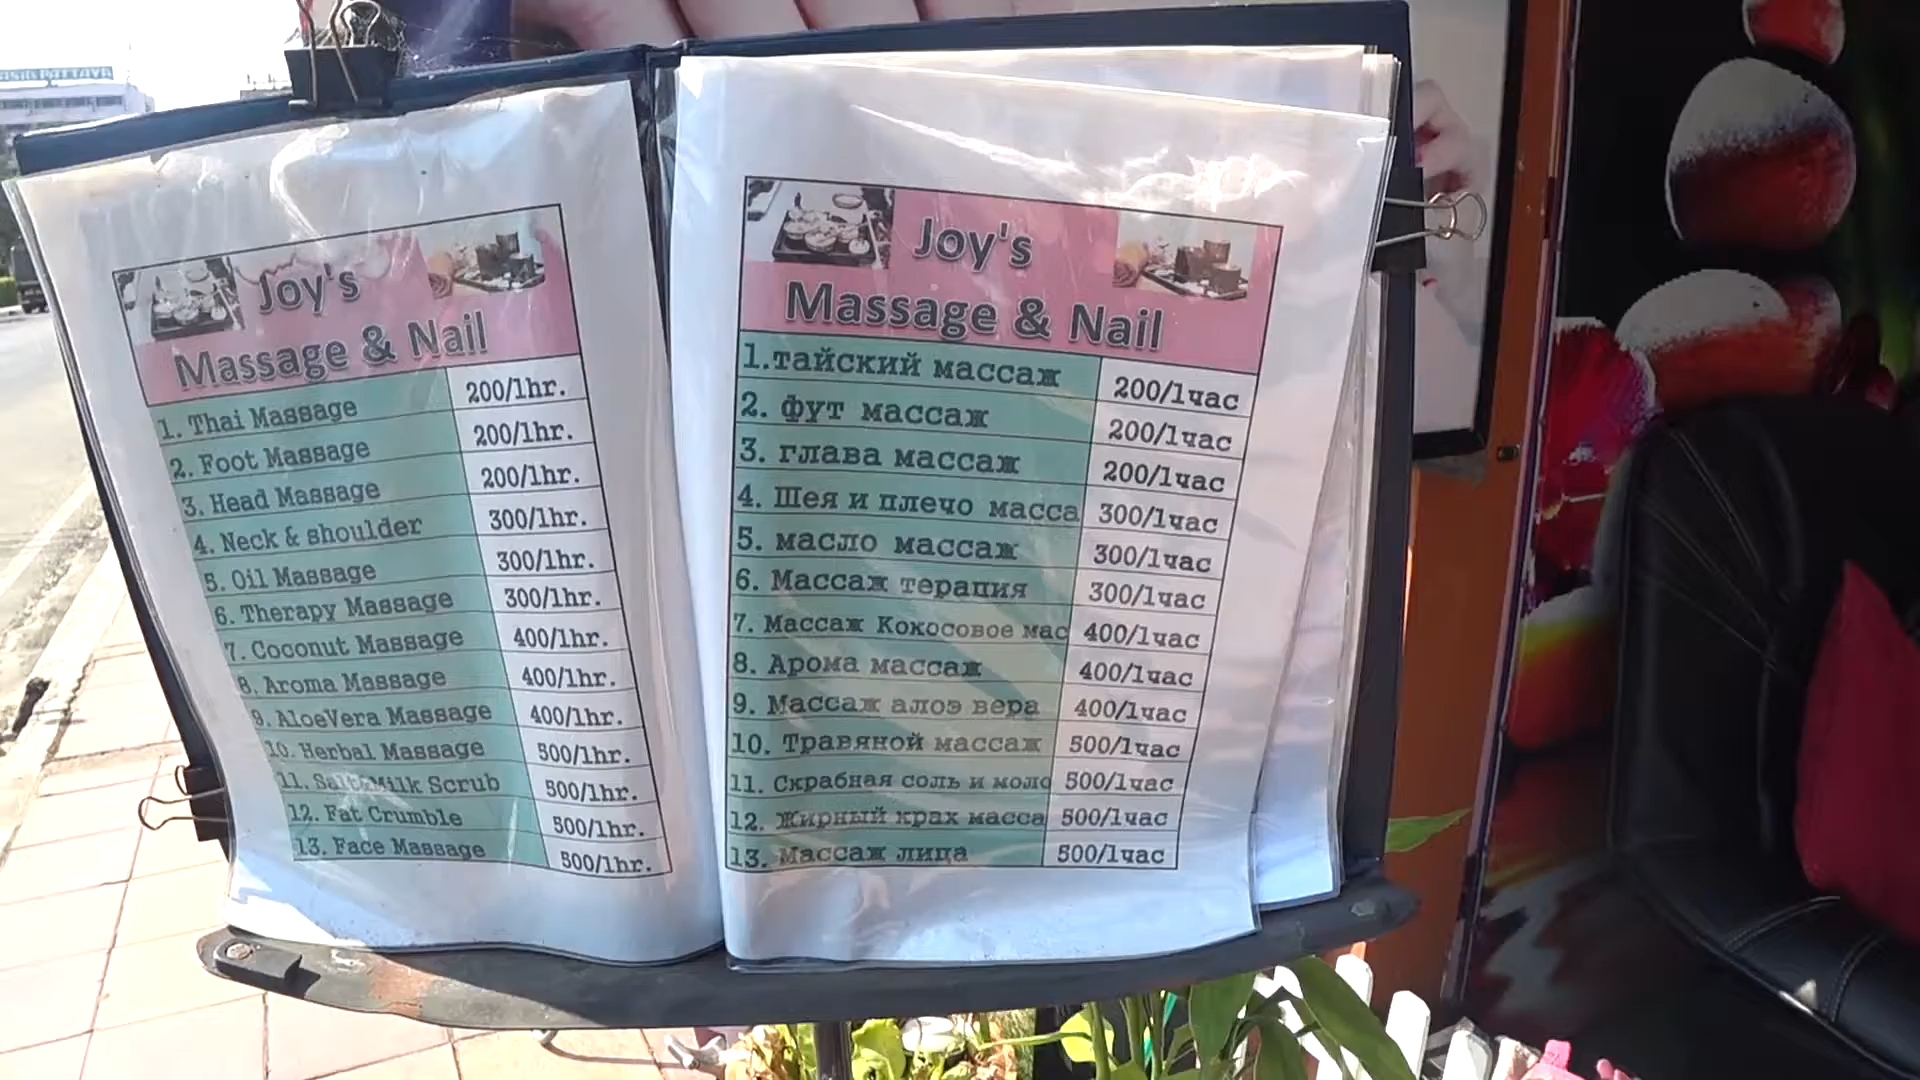 ASIA PATTAYA
Joy's
Massage & Nail
1. Thai Massage 200/1hr.
2. Foot Massage 200/1hr.
3. Head Massage 200/1hr.
4. Neck & shoulder 300/1hr.
5. Oil Massage 300/1hr.
6. Therapy Massage 300/1hr.
7. Coconut Massage 400/1hr.
8. Aroma Massage 400/1hr.
9. AloeVera Massage 400/1hr.
10. Herbal Massage 500/1hr.
11. Salt&Milk Scrub 500/1hr.
12. Fat Crumble 500/1hr.
13. Face Massage 500/1hr.
Joy's
Massage & Nail
1.тайский массаж 200/1час
2. фут массаж 200/1час
3. глава массаж 200/1час
4. Шея и плечо масса 300/1час
5. масло массаж 300/1час
6. Массаж терапия 300/1час
7. Массаж Кокосовое мас 400/1час
8. Арома массаж 400/1час
9. Массаж алоэ вера 400/1час
10. Травяной массаж 500/1час
11. Скрабная соль и моло 500/1час
12. Жирный крах масса 500/1час
13. Массаж лица 500/1час